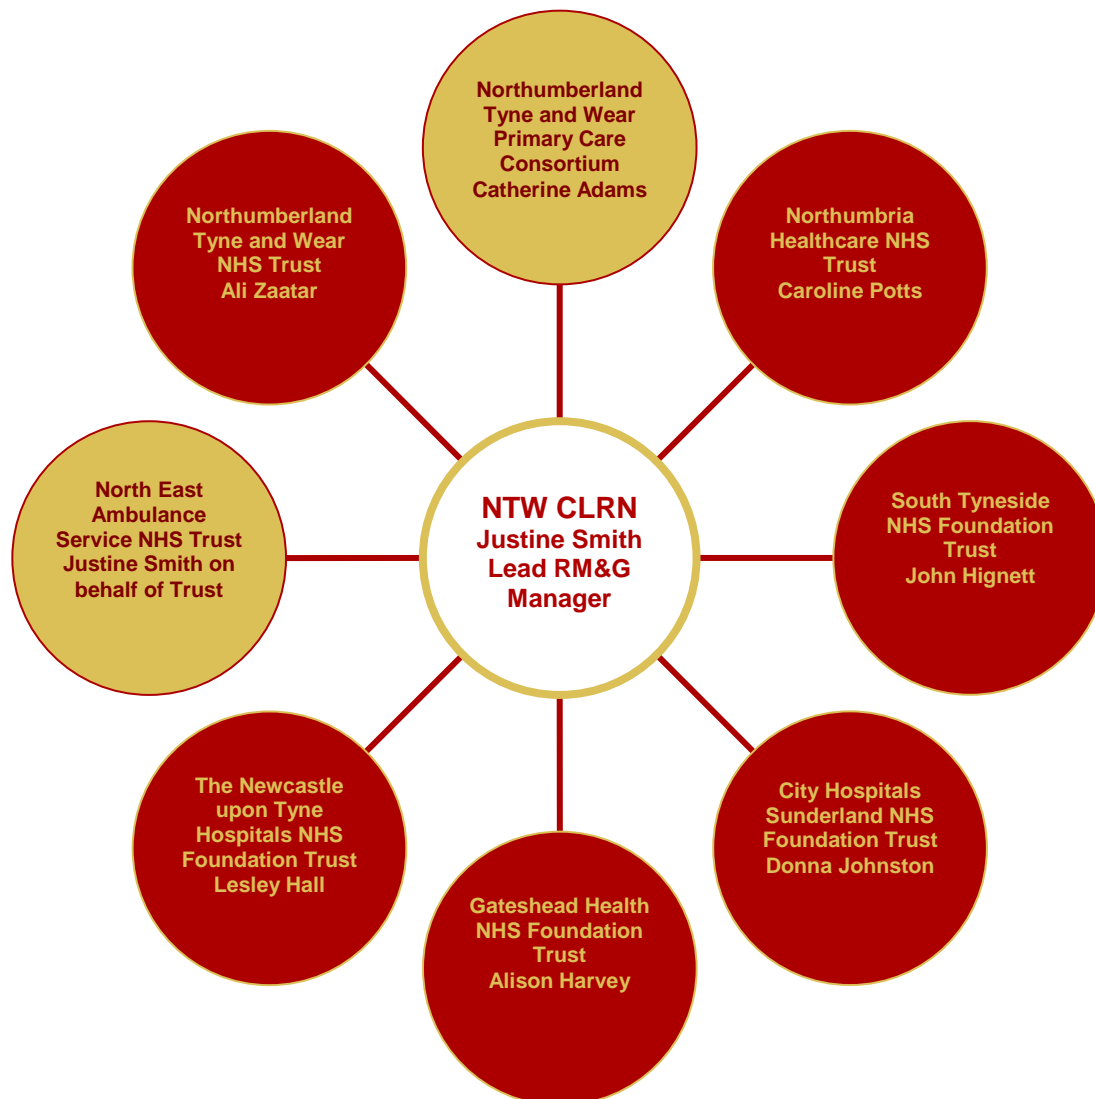 Northumberland
Tyne and Wear
Primary Care
Consortium
Catherine Adams
Northumberland
Tyne and Wear
NHS Trust
Ali Zaatar
Northumbria
Healthcare NHS
Trust
Caroline Potts
North East
Ambulance
Service NHS Trust
Justine Smith on
behalf of Trust
NTW CLRN
Justine Smith
Lead RM&G
Manager
South Tyneside
NHS Foundation
Trust
John Hignett
The Newcastle
upon Tyne
Hospitals NHS
Foundation Trust
Lesley Hall
City Hospitals
Sunderland NHS
Foundation Trust
Donna Johnston
Gateshead Health
NHS Foundation
Trust
Alison Harvey